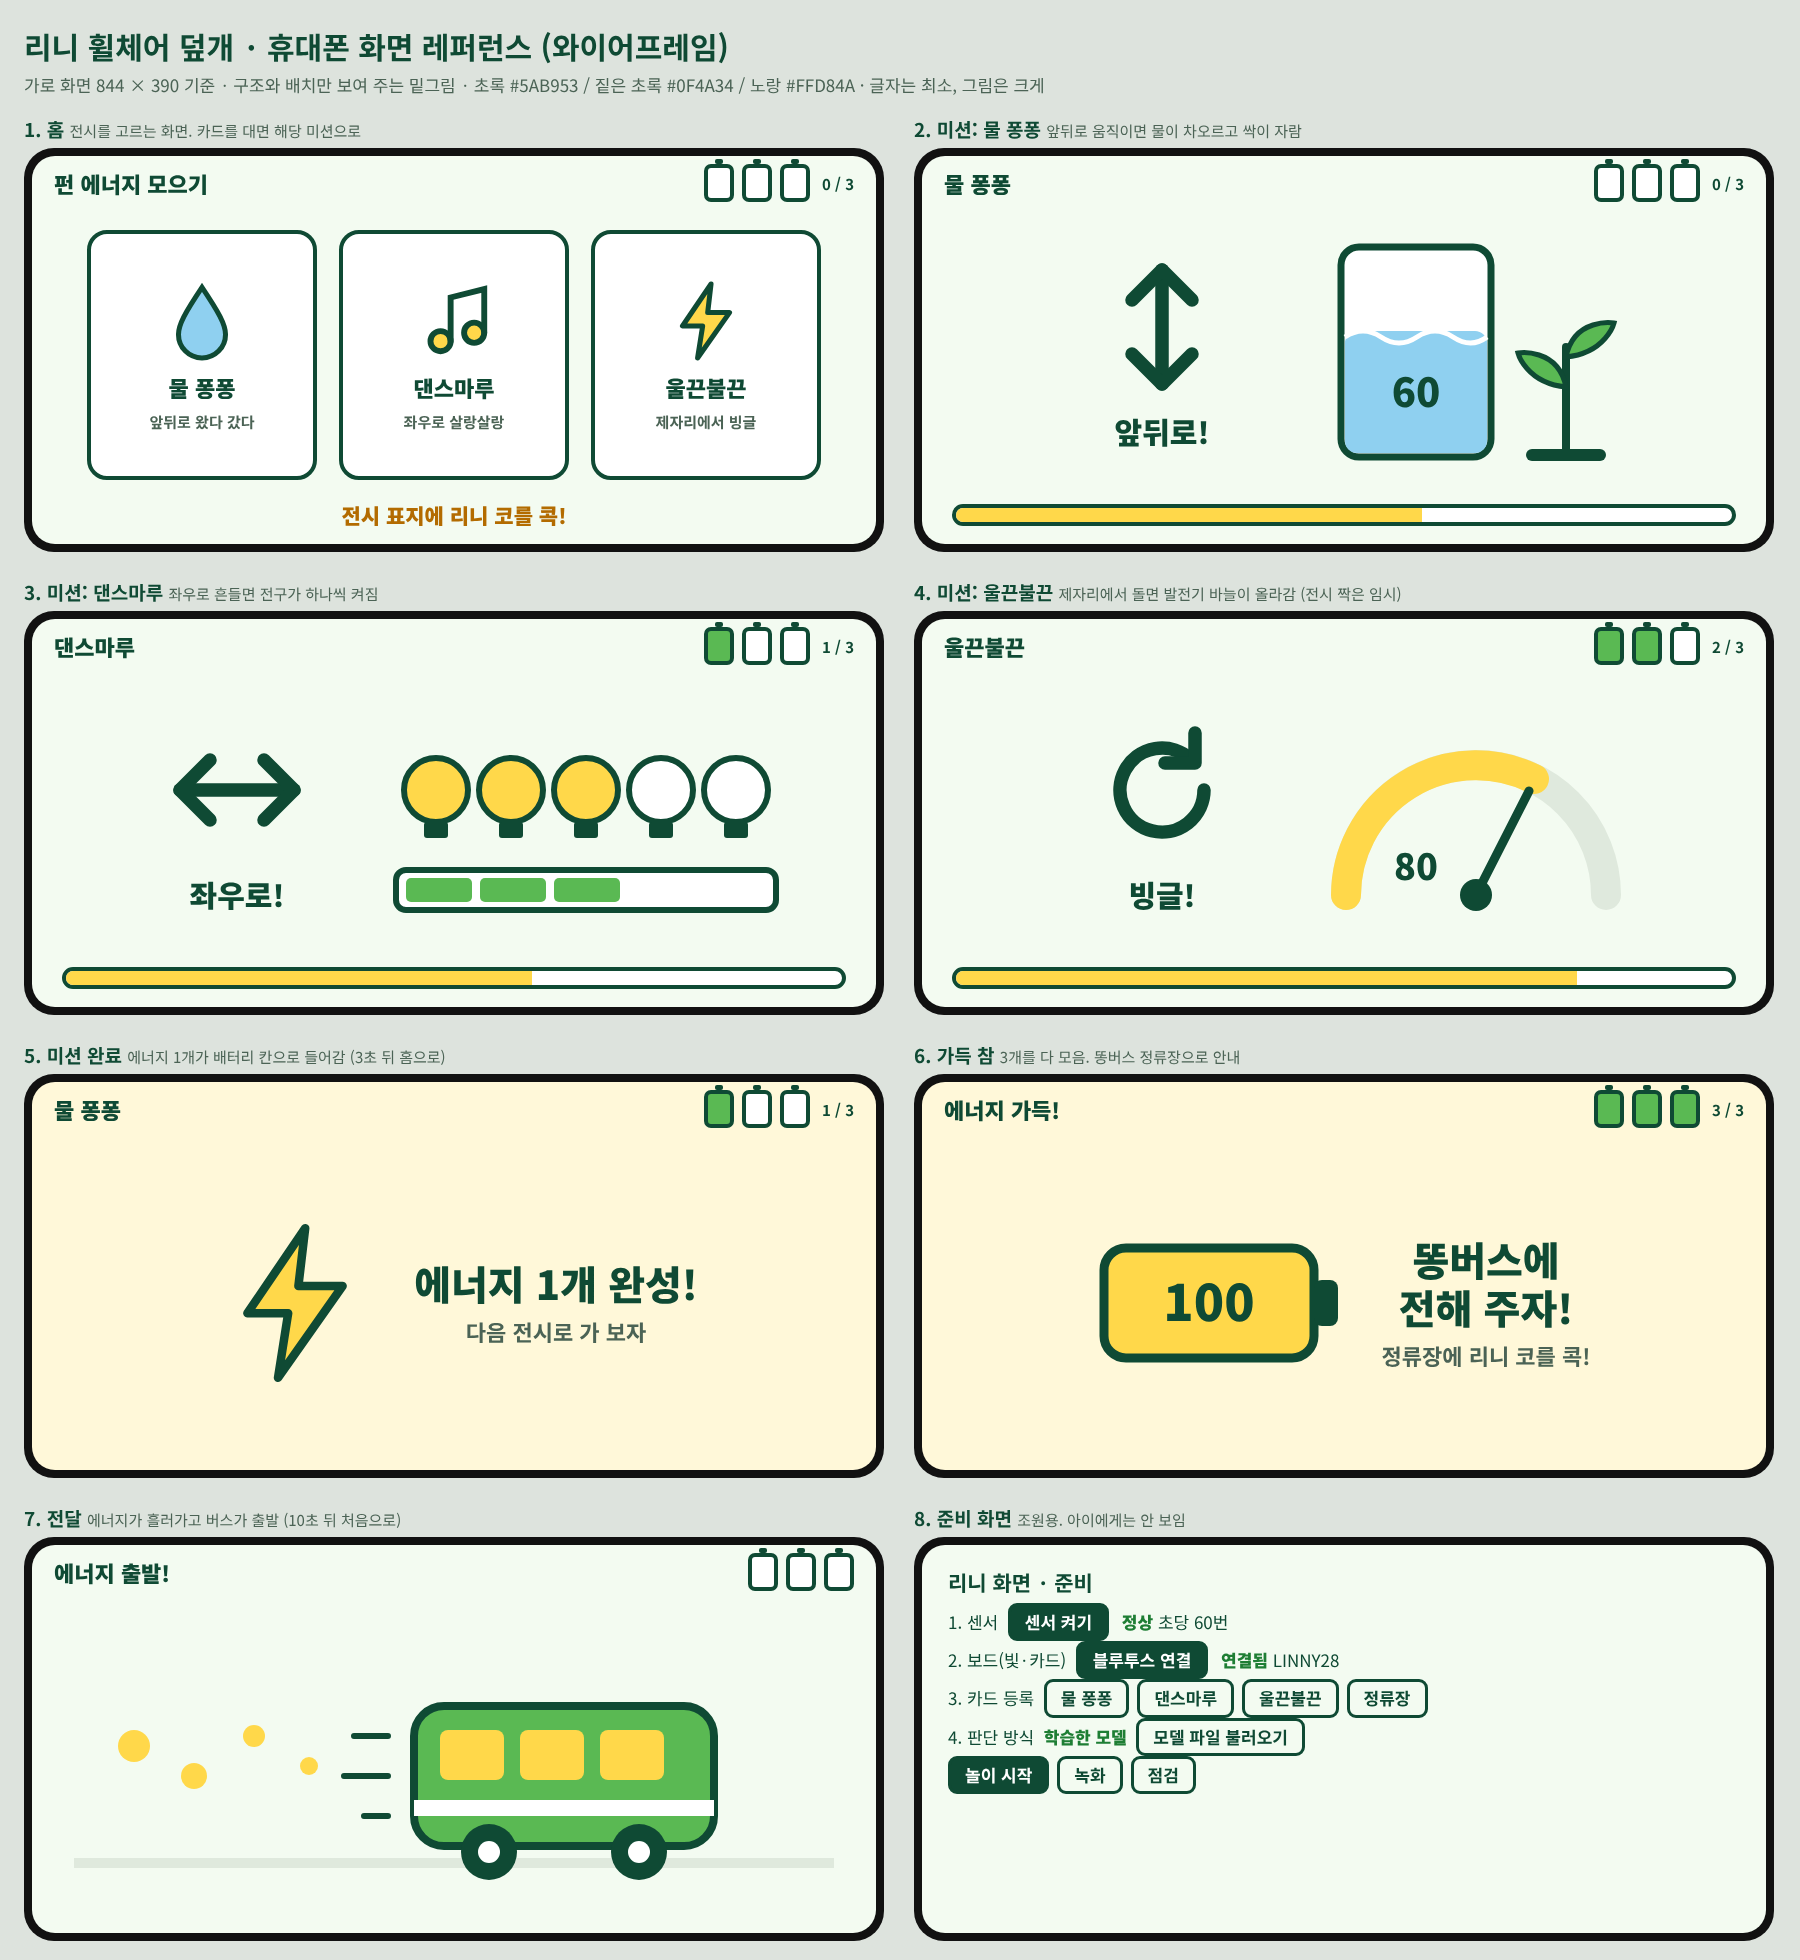 리니 휠체어 덮개 · 휴대폰 화면 레퍼런스 (와이어프레임)
가로 화면 844 × 390 기준 · 구조와 배치만 보여 주는 밑그림 · 초록 #5AB953 / 짙은 초록 #0F4A34 / 노랑 #FFD84A · 글자는 최소, 그림은 크게
1. 홈 전시를 고르는 화면. 카드를 대면 해당 미션으로
펀 에너지 모으기
0 / 3
물 퐁퐁
앞뒤로 왔다 갔다
댄스마루
좌우로 살랑살랑
울끈불끈
제자리에서 빙글
전시 표지에 리니 코를 콕!
2. 미션: 물 퐁퐁 앞뒤로 움직이면 물이 차오르고 싹이 자람
물 퐁퐁
0 / 3
앞뒤로!
60
3. 미션: 댄스마루 좌우로 흔들면 전구가 하나씩 켜짐
댄스마루
1 / 3
좌우로!
4. 미션: 울끈불끈 제자리에서 돌면 발전기 바늘이 올라감 (전시 짝은 임시)
울끈불끈
2 / 3
빙글!
80
5. 미션 완료 에너지 1개가 배터리 칸으로 들어감 (3초 뒤 홈으로)
물 퐁퐁
1 / 3
에너지 1개 완성!
다음 전시로 가 보자
6. 가득 참 3개를 다 모음. 똥버스 정류장으로 안내
에너지 가득!
3 / 3
100
똥버스에
전해 주자!
정류장에 리니 코를 콕!
7. 전달 에너지가 흘러가고 버스가 출발 (10초 뒤 처음으로)
에너지 출발!
8. 준비 화면 조원용. 아이에게는 안 보임
리니 화면 · 준비
1. 센서 센서 켜기 정상 초당 60번
2. 보드(빛·카드) 블루투스 연결 연결됨 LINNY28
3. 카드 등록 물 퐁퐁 댄스마루 울끈불끈 정류장
4. 판단 방식 학습한 모델 모델 파일 불러오기
놀이 시작 녹화 점검